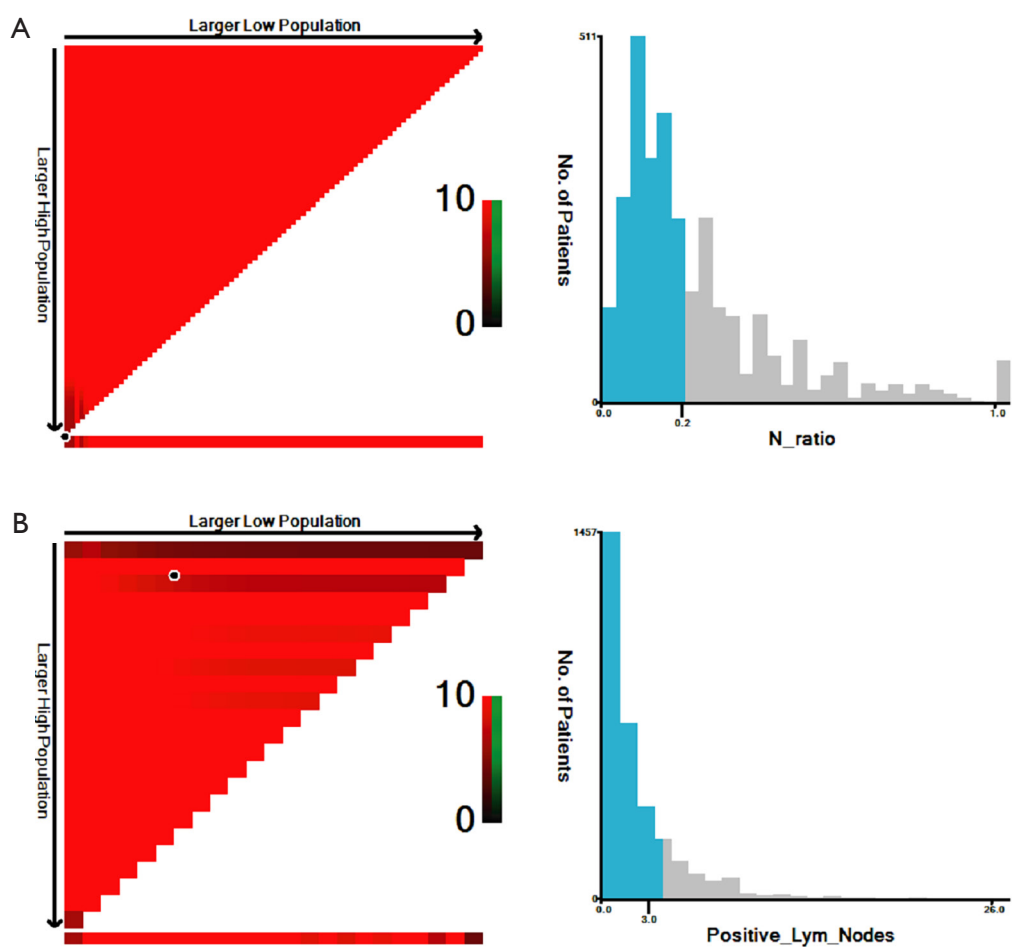 A
Larger Low Population
Larger High Population
10
0
511
No. of Patients
0
0.0
0.2
1.0
N_ratio
B
Larger Low Population
Larger High Population
10
0
1457
No. of Patients
0
0.0
3.0
26.0
Positive_Lym_Nodes